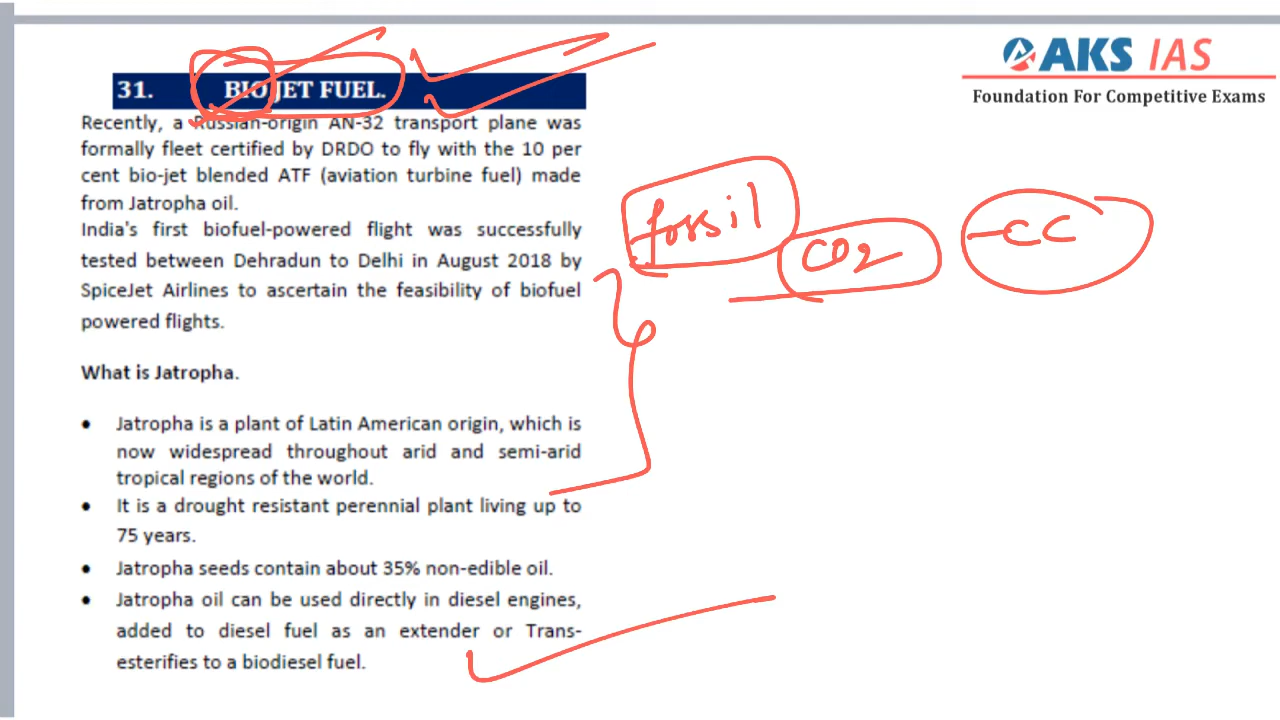 AKS IAS
Foundation For Competitive Exams
31. BIO JET FUEL.
Recently, a Russian-origin AN-32 transport plane was
formally fleet certified by DRDO to fly with the 10 per
cent bio-jet blended ATF (aviation turbine fuel) made
from Jatropha oil.
India's first biofuel-powered flight was successfully
tested between Dehradun to Delhi in August 2018 by
SpiceJet Airlines to ascertain the feasibility of biofuel
powered flights.
What is Jatropha.
• Jatropha is a plant of Latin American origin, which is
now widespread throughout arid and semi-arid
tropical regions of the world.
• It is a drought resistant perennial plant living up to
75 years.
• Jatropha seeds contain about 35% non-edible oil.
• Jatropha oil can be used directly in diesel engines,
added to diesel fuel as an extender or Trans-
esterifies to a biodiesel fuel.
fossil
CO2
CC